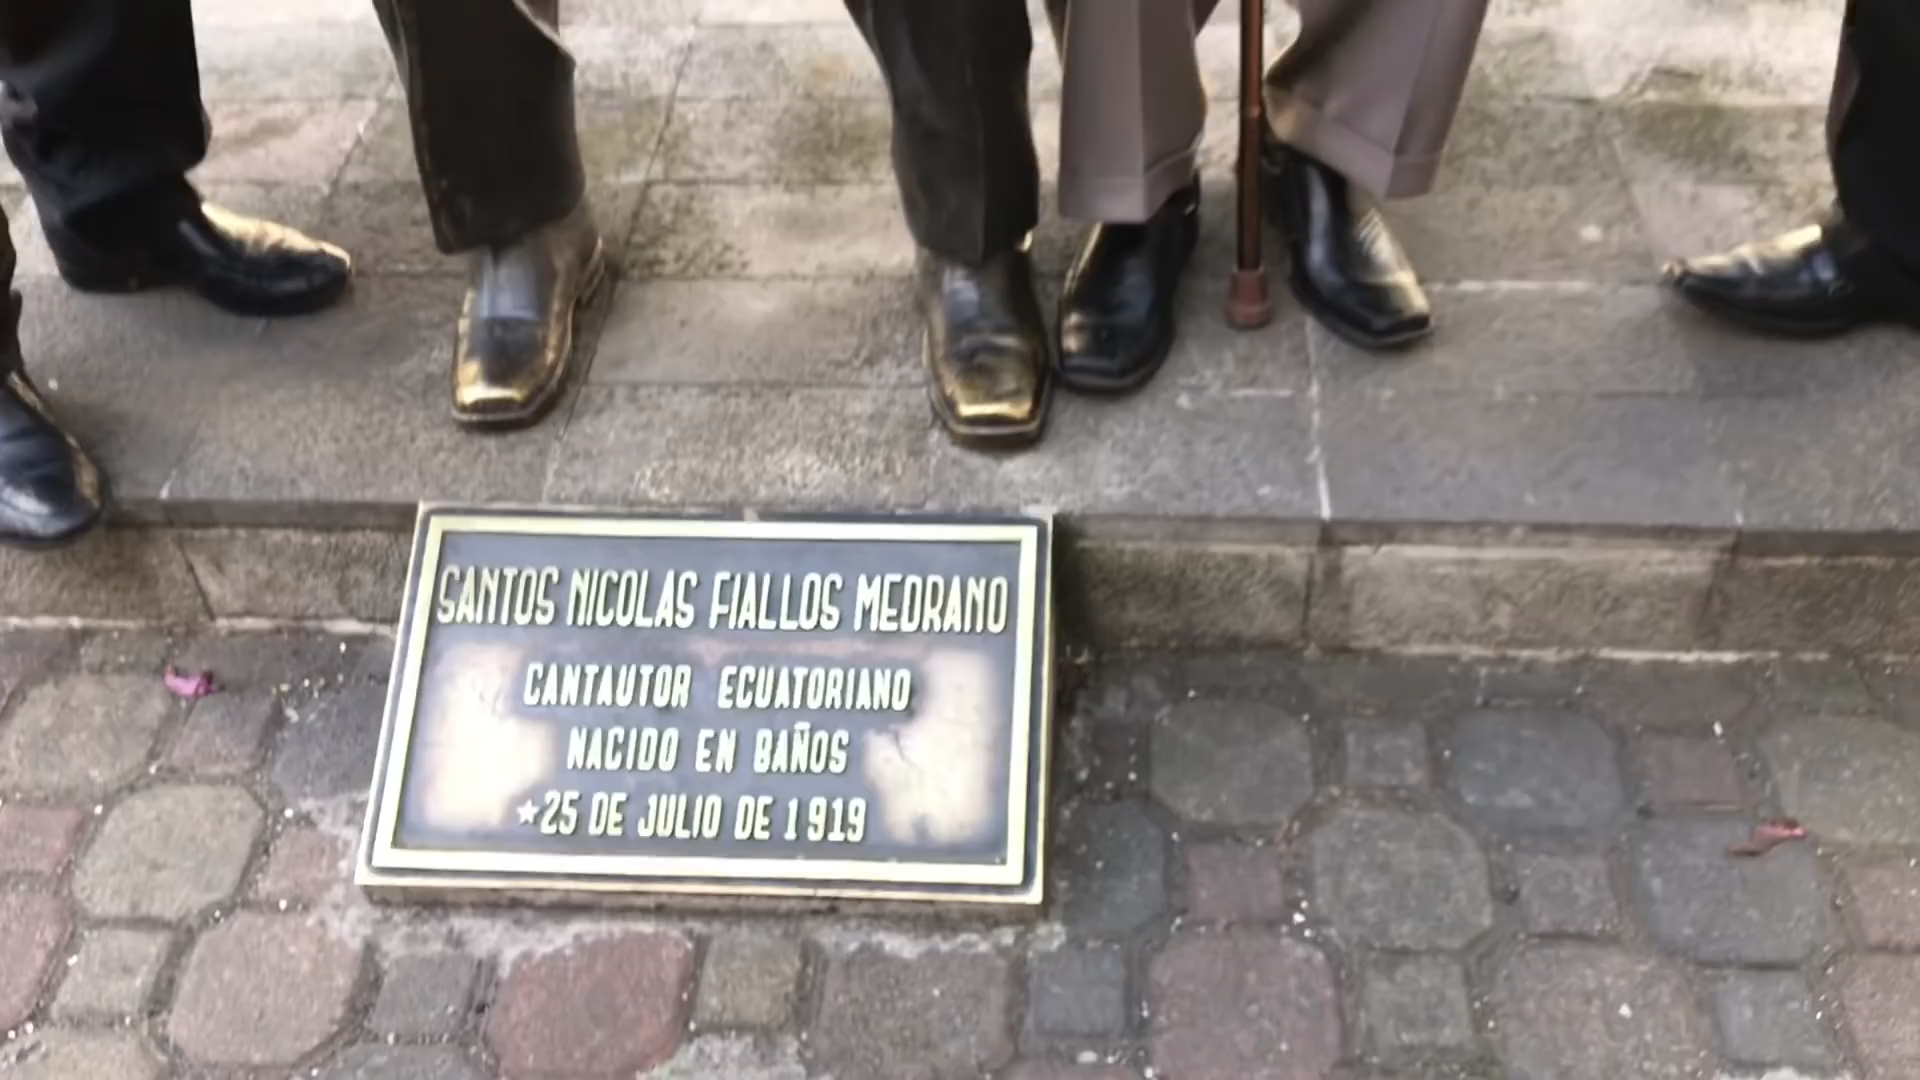 SANTOS NICOLAS FIALLOS MEDRANO
CANTAUTOR ECUATORIANO
NACIDO EN BAÑOS
★25 DE JULIO DE 1919